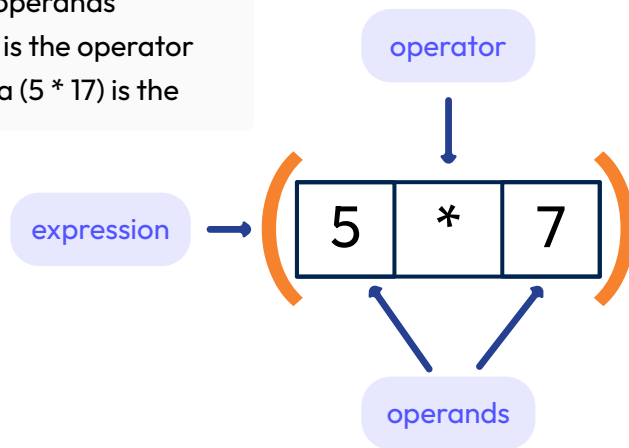 operands
is the operator
a (5 * 17) is the
operator
expression
( 5 * 7 )
operands